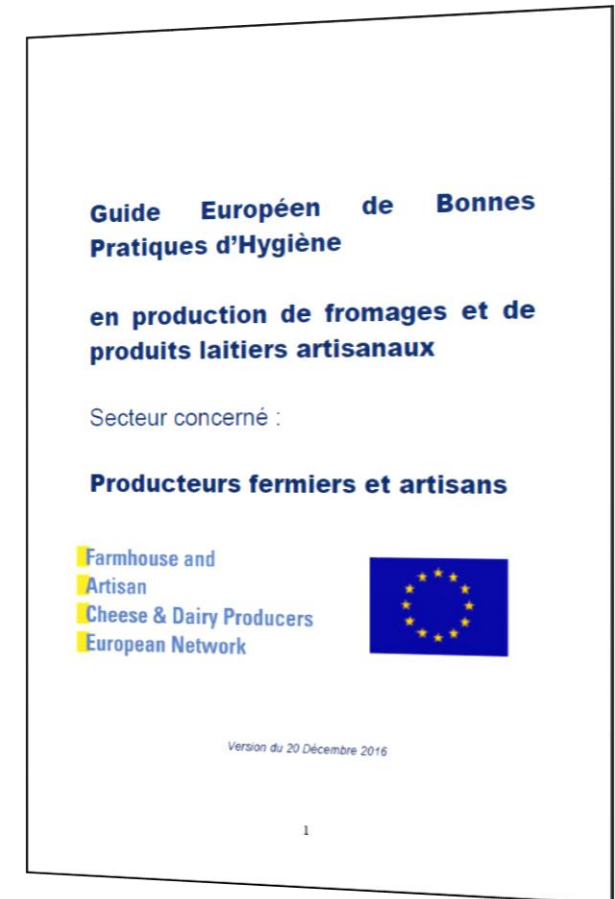 Guide Européen de Bonnes
Pratiques d'Hygiène
en production de fromages et de
produits laitiers artisanaux
Secteur concerné :
Producteurs fermiers et artisans
Farmhouse and
Artisan
Cheese & Dairy Producers
European Network
Version du 20 Décembre 2016
1